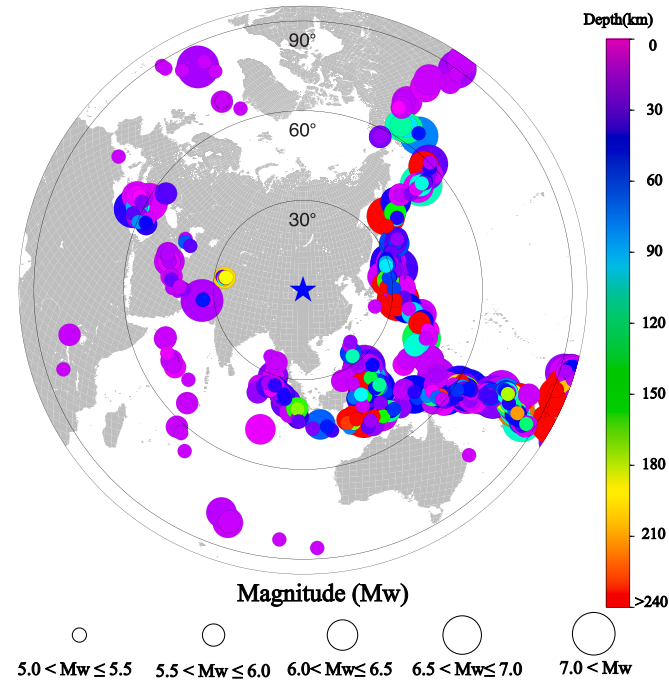 Depth(km)
90°
0
30
60°
60
30°
90
120
150
180
210
>240
Magnitude (Mw)
5.0 < Mw ≤ 5.5
5.5 < Mw ≤ 6.0
6.0 < Mw ≤ 6.5
6.5 < Mw ≤ 7.0
7.0 < Mw